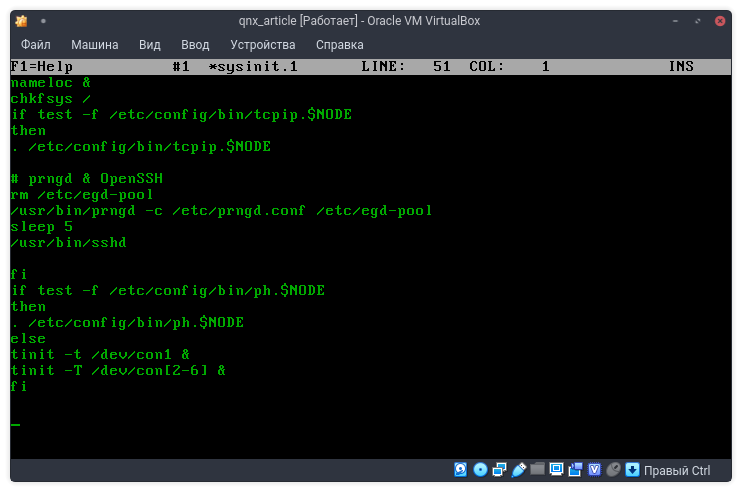 qnx_article [Работает] - Oracle VM VirtualBox
Файл Машина Вид Ввод Устройства Справка
F1=Help #1 *sysinit.1 LINE: 51 COL: 1 INS
nameloc &
chkfsys /
if test -f /etc/config/bin/tcpip.$NODE
then
. /etc/config/bin/tcpip.$NODE
# prngd & OpenSSH
rm /etc/egd-pool
/usr/bin/prngd -c /etc/prngd.conf /etc/egd-pool
sleep 5
/usr/bin/sshd
fi
if test -f /etc/config/bin/ph.$NODE
then
. /etc/config/bin/ph.$NODE
else
tinit -t /dev/con1 &
tinit -T /dev/con[2-6] &
fi
Правый Ctrl